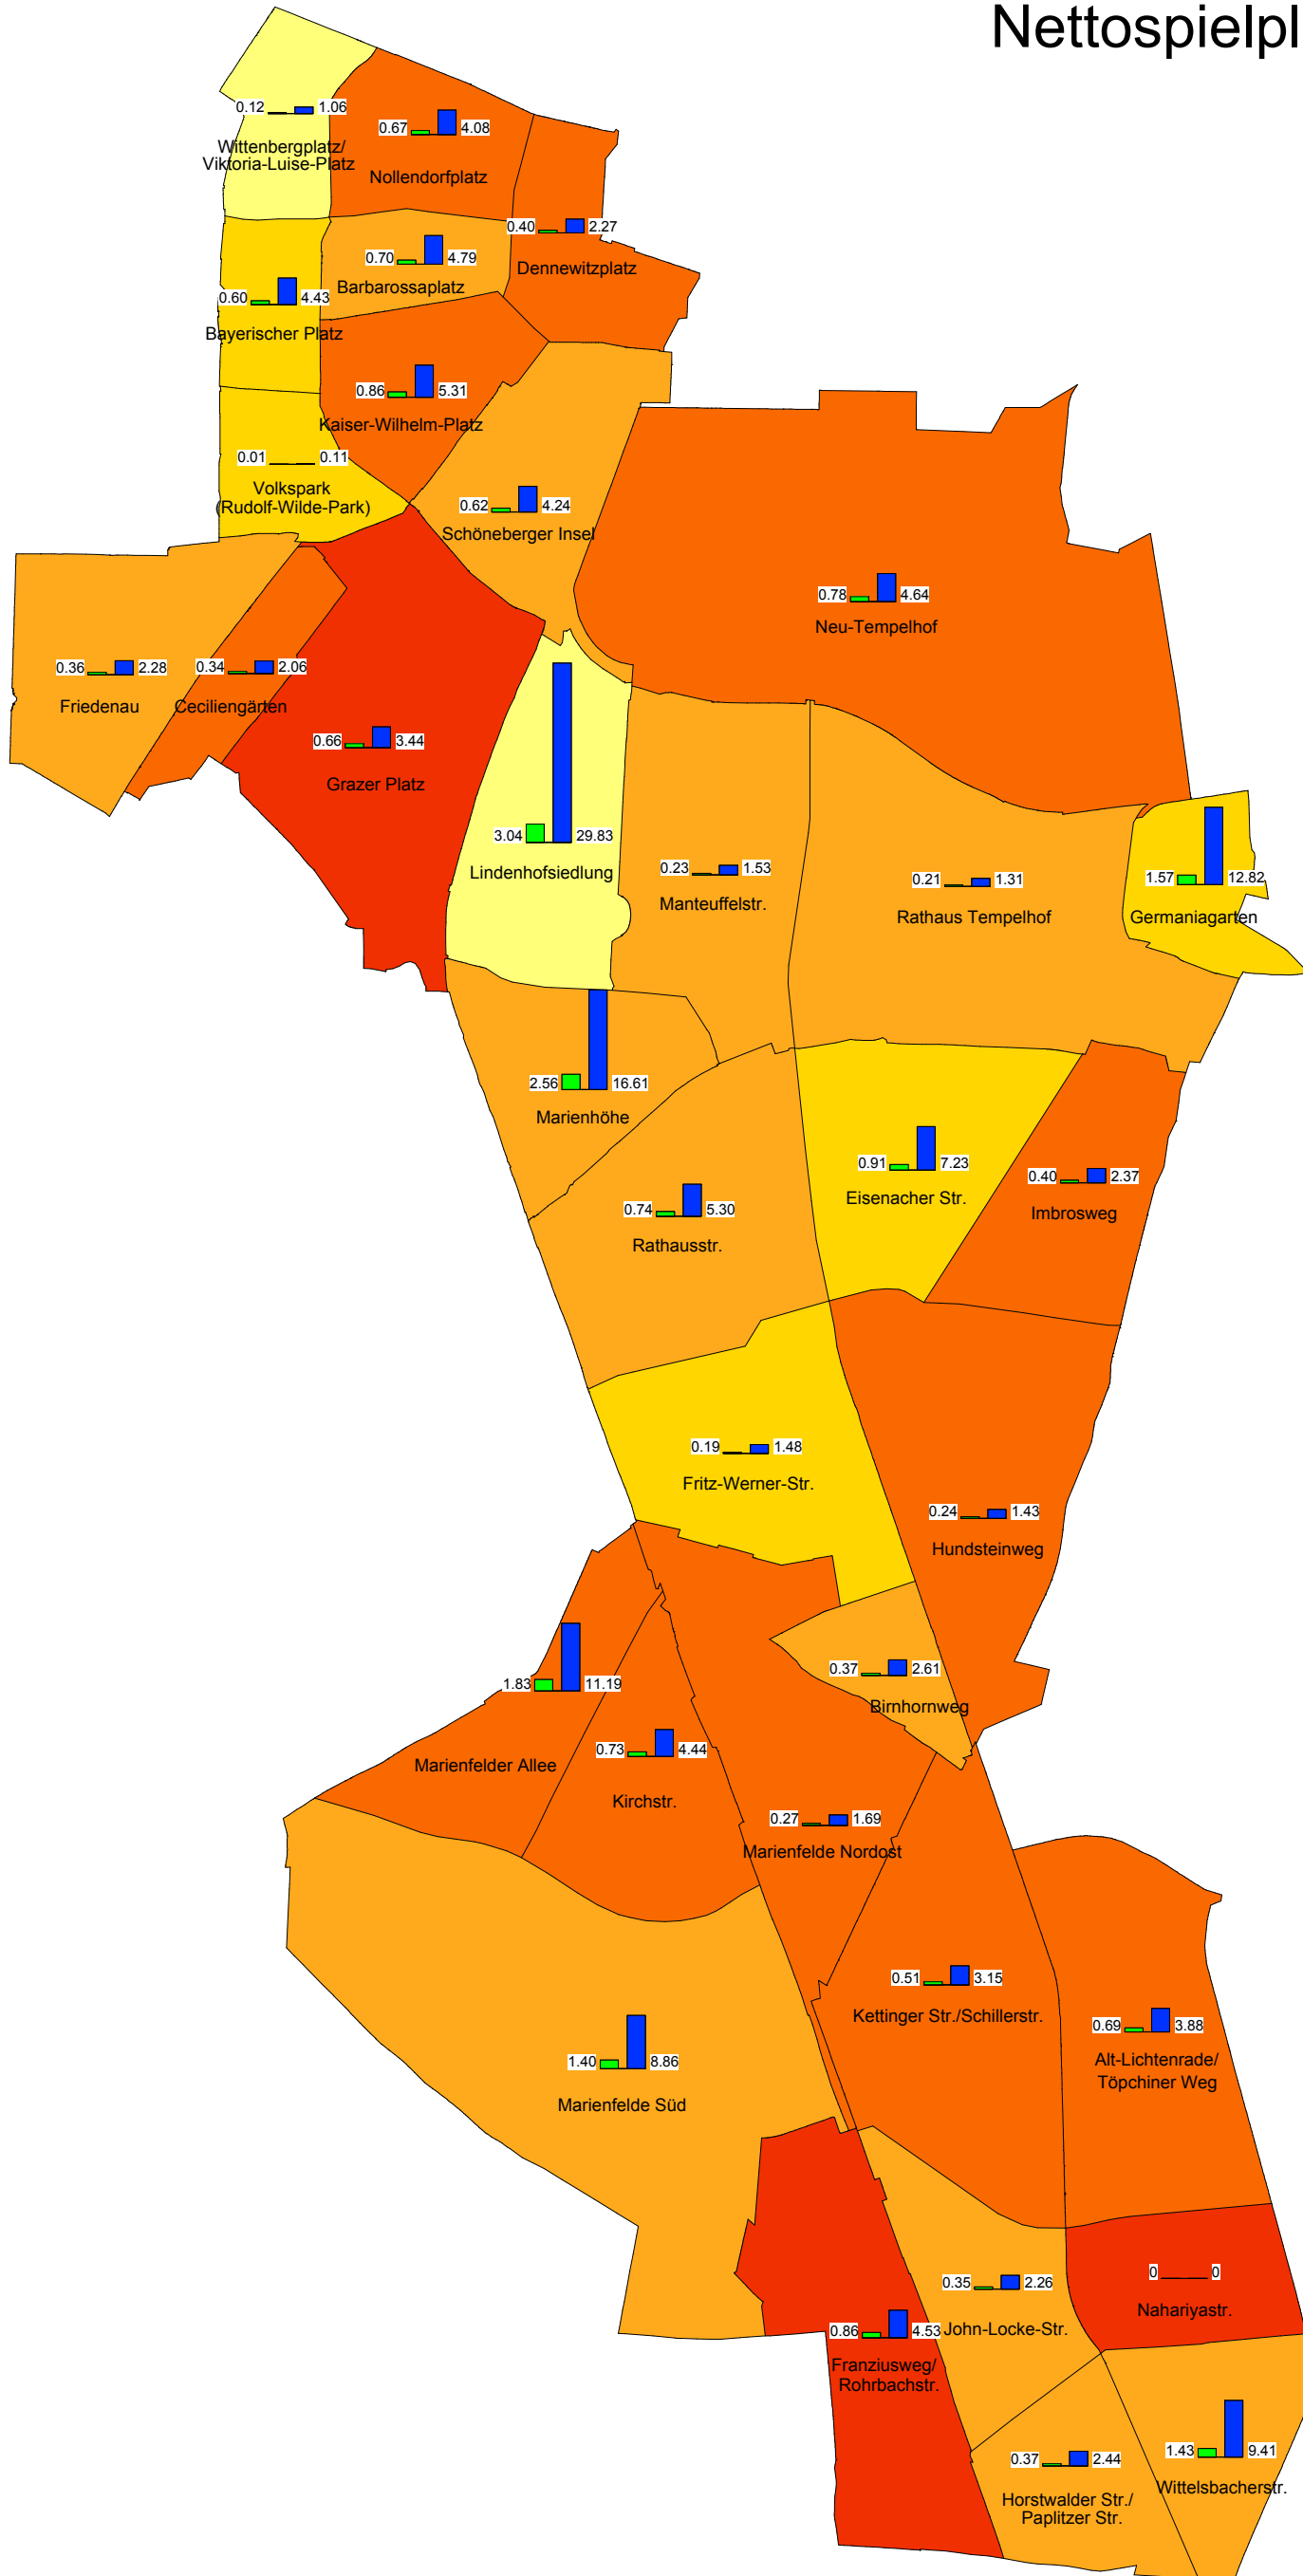 Nettospielpl
0.12 1.06
Wittenbergplatz/
Viktoria-Luise-Platz
0.67 4.08
Nollendorfplatz
0.40 2.27
Dennewitzplatz
0.70 4.79
Barbarossaplatz
0.60 4.43
Bayerischer Platz
0.86 5.31
Kaiser-Wilhelm-Platz
0.01 0.11
Volkspark
(Rudolf-Wilde-Park)
0.62 4.24
Schöneberger Insel
0.78 4.64
Neu-Tempelhof
0.36 2.28
Friedenau
0.34 2.06
Ceciliengärten
0.66 3.44
Grazer Platz
3.04 29.83
Lindenhofsiedlung
0.23 1.53
Manteuffelstr.
0.21 1.31
Rathaus Tempelhof
1.57 12.82
Germaniagarten
2.56 16.61
Marienhöhe
0.91 7.23
Eisenacher Str.
0.40 2.37
Imbrosweg
0.74 5.30
Rathausstr.
0.19 1.48
Fritz-Werner-Str.
0.24 1.43
Hundsteinweg
0.37 2.61
Birnhornweg
1.83 11.19
Marienfelder Allee
0.73 4.44
Kirchstr.
0.27 1.69
Marienfelde Nordost
0.51 3.15
Kettinger Str./Schillerstr.
0.69 3.88
Alt-Lichtenrade/
Töpchiner Weg
1.40 8.86
Marienfelde Süd
0 0
Nahariyastr.
0.35 2.26
John-Locke-Str.
0.86 4.53
Franziusweg/
Rohrbachstr.
1.43 9.41
Wittelsbacherstr.
0.37 2.44
Horstwalder Str./
Paplitzer Str.